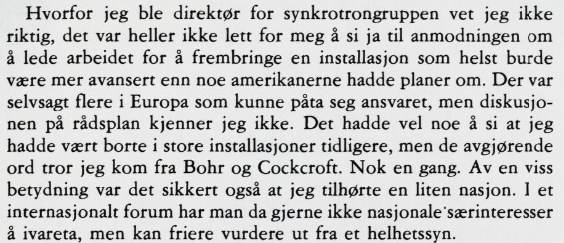 Hvorfor jeg ble direktør for synkrotrongruppen vet jeg ikke
riktig, det var heller ikke lett for meg å si ja til anmodningen om
å lede arbeidet for å frembringe en installasjon som helst burde
være mer avansert enn noe amerikanerne hadde planer om. Der var
selvsagt flere i Europa som kunne påta seg ansvaret, men diskusjo-
nen på rådsplan kjenner jeg ikke. Det hadde vel noe å si at jeg
hadde vært borte i store installasjoner tidligere, men de avgjørende
ord tror jeg kom fra Bohr og Cockcroft. Nok en gang. Av en viss
betydning var det sikkert også at jeg tilhørte en liten nasjon. I et
internasjonalt forum har man da gjerne ikke nasjonale særinteresser
å ivareta, men kan friere vurdere ut fra et helhetssyn.